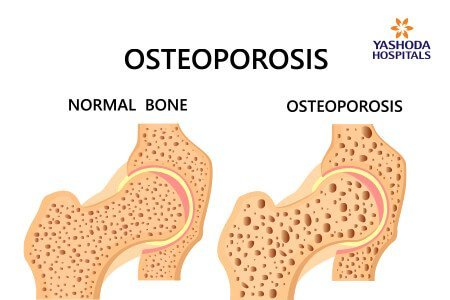 YASHODA
HOSPITALS
OSTEOPOROSIS
NORMAL BONE
OSTEOPOROSIS